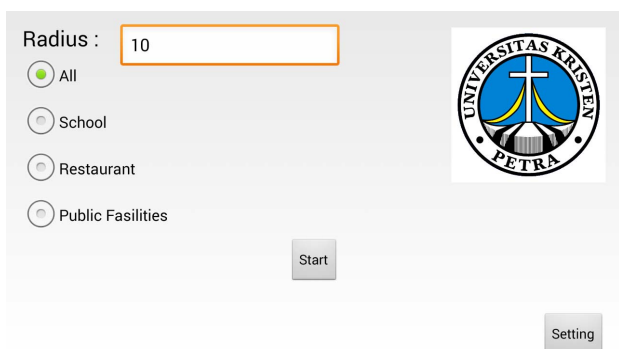 Radius :
10
All
School
Restaurant
Public Fasilities
UNIVERSITAS KRISTEN
PETRA
Start
Setting